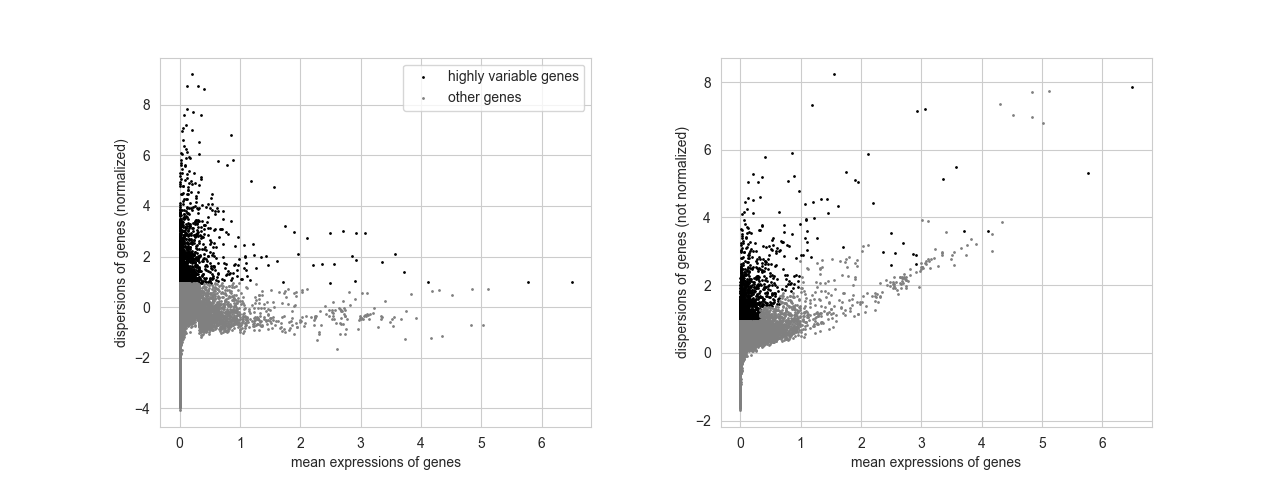 highly variable genes
other genes
dispersions of genes (normalized)
8
6
4
2
0
−2
−4
0 1 2 3 4 5 6
mean expressions of genes
dispersions of genes (not normalized)
8
6
4
2
0
−2
0 1 2 3 4 5 6
mean expressions of genes